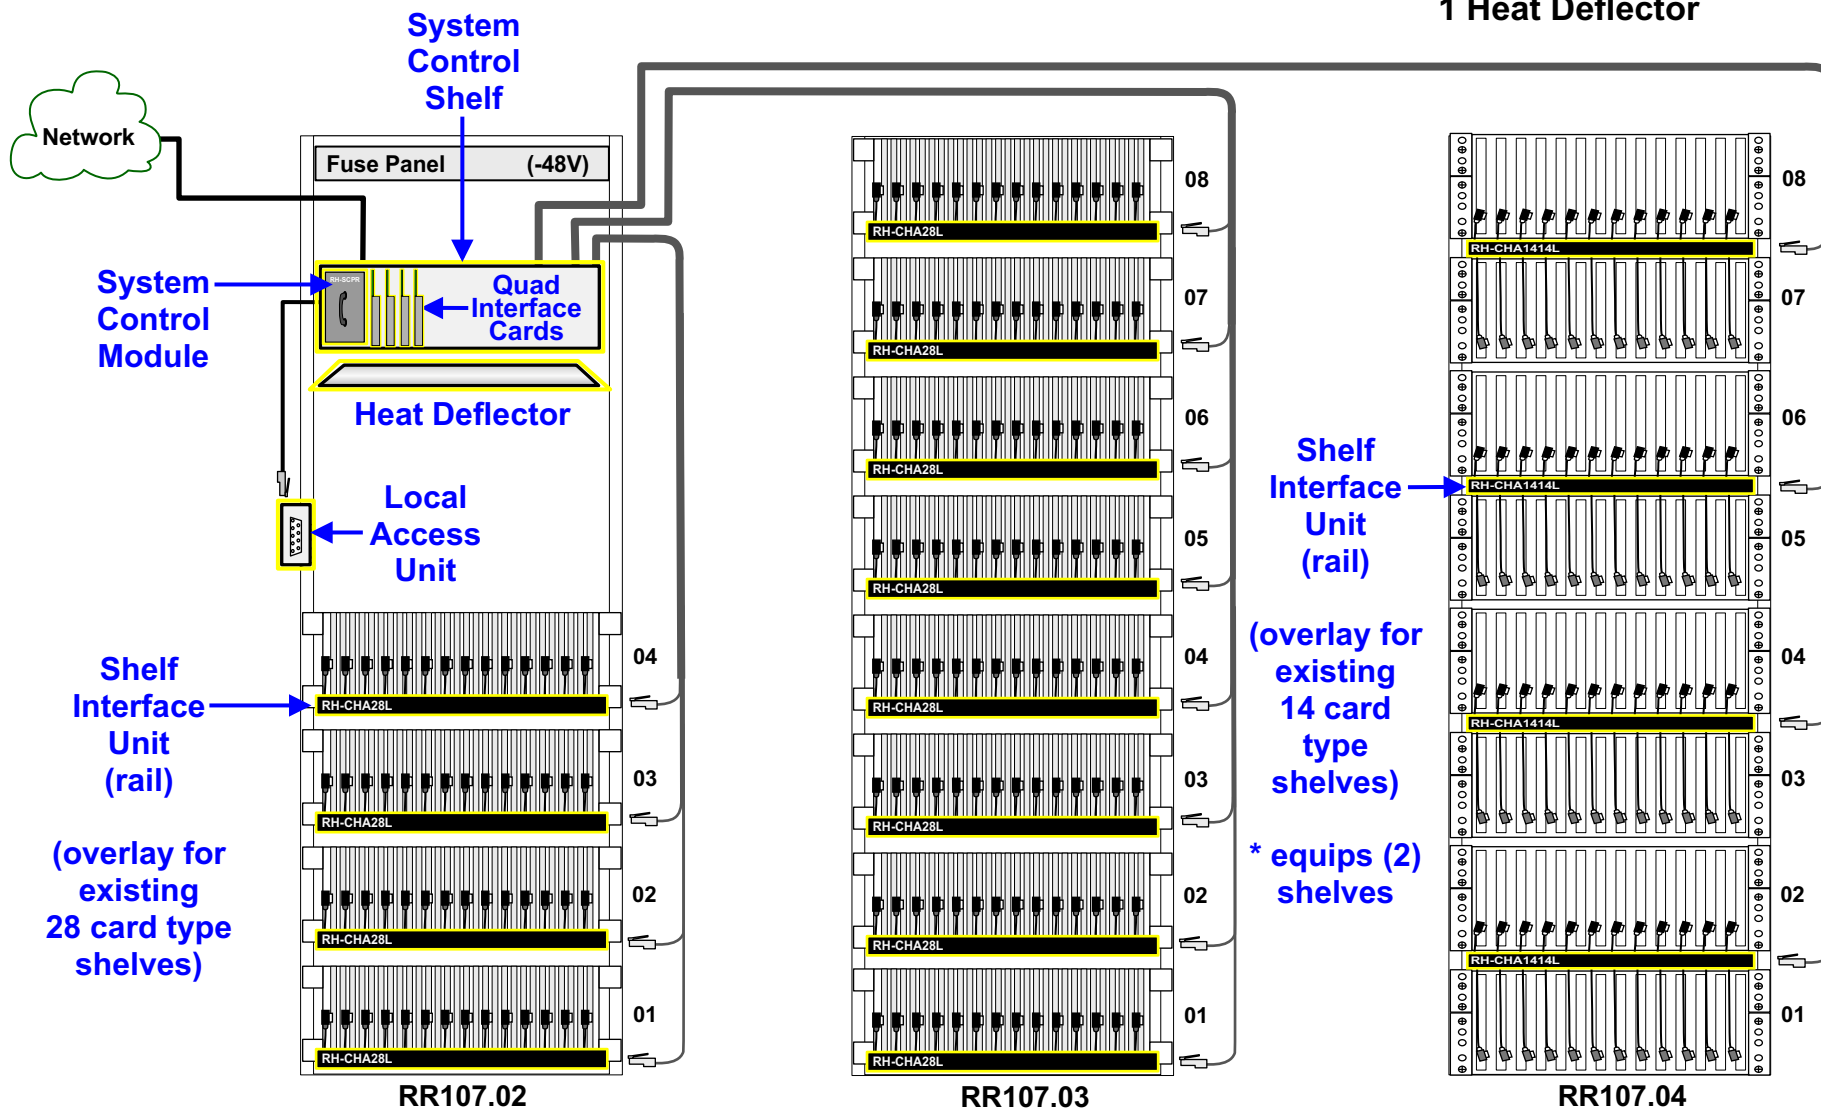 1 Heat Deflector
System
Control
Shelf
Network
Fuse Panel (-48V)
RH-SCPR
System
Control
Module
Quad
Interface
Cards
Heat Deflector
Local
Access
Unit
Shelf
Interface
Unit
(rail)
(overlay for
existing
28 card type
shelves)
04
RH-CHA28L
03
RH-CHA28L
02
RH-CHA28L
01
RH-CHA28L
RR107.02
08
RH-CHA28L
07
RH-CHA28L
06
RH-CHA28L
05
RH-CHA28L
04
RH-CHA28L
03
RH-CHA28L
02
RH-CHA28L
01
RH-CHA28L
RR107.03
Shelf
Interface
Unit
(rail)
(overlay for
existing
14 card
type
shelves)
* equips (2)
shelves
08
RH-CHA1414L
07
06
RH-CHA1414L
05
04
RH-CHA1414L
03
02
RH-CHA1414L
01
RR107.04